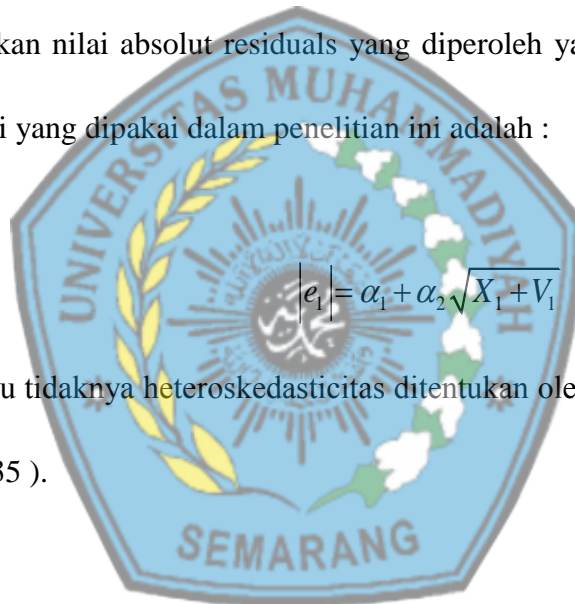 kan nilai absolut residuals yang diperoleh ya
i yang dipakai dalam penelitian ini adalah :
|e₁| = α₁ + α₂√X₁ + V₁
u tidaknya heteroskedasticitas ditentukan ole
35 ).
UNIVERSITAS MUHAMMADIYAH
SEMARANG